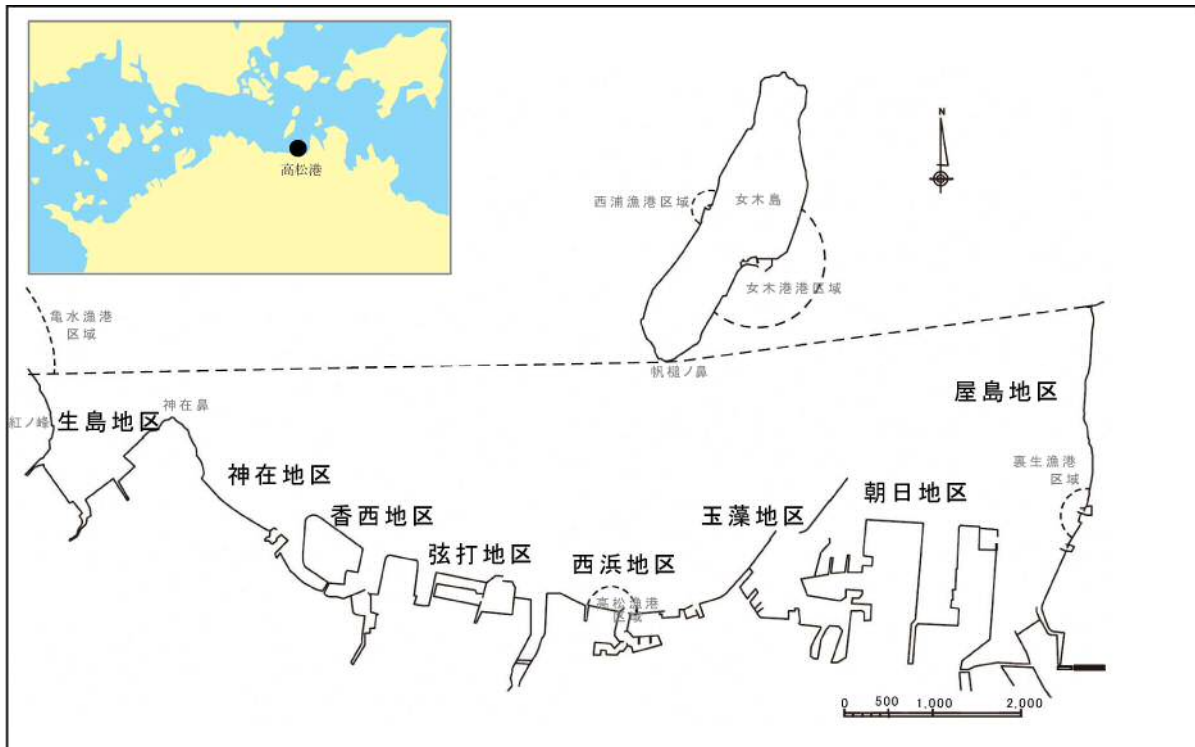 高松港
N
西浦漁港区域
女木島
女木港港区域
亀水漁港
区域
帆槌ノ鼻
屋島地区
神在鼻
紅ノ峰
生島地区
裏生漁港
区域
神在地区
朝日地区
香西地区
玉藻地区
弦打地区
西浜地区
高松漁港
区域
0 500 1,000 2,000